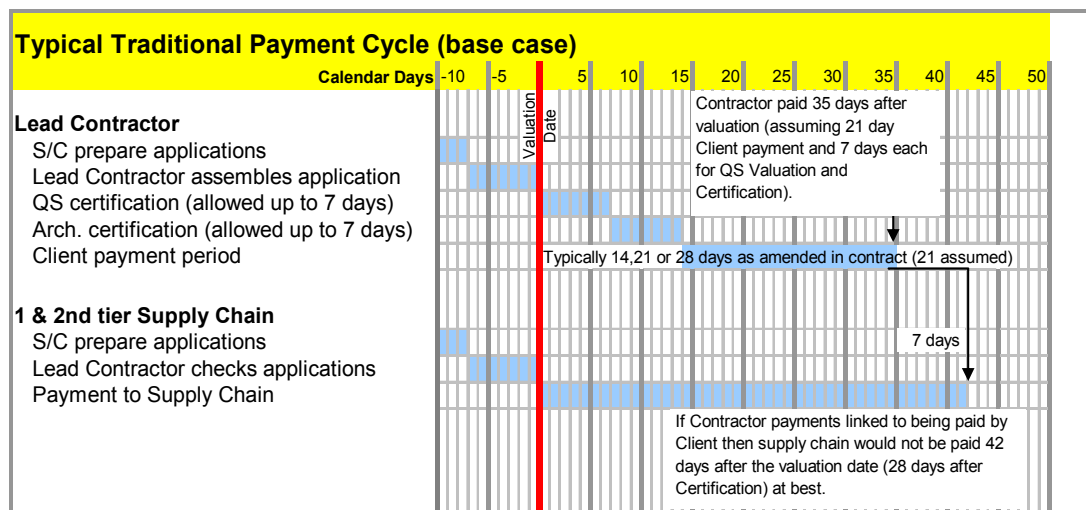 Typical Traditional Payment Cycle (base case)
Calendar Days -10 -5 5 10 15 20 25 30 35 40 45 50
Valuation
Date
Contractor paid 35 days after
valuation (assuming 21 day
Client payment and 7 days each
for QS Valuation and
Certification).
Lead Contractor
S/C prepare applications
Lead Contractor assembles application
QS certification (allowed up to 7 days)
Arch. certification (allowed up to 7 days)
Client payment period
Typically 14,21 or 28 days as amended in contract (21 assumed)
1 & 2nd tier Supply Chain
S/C prepare applications
7 days
Lead Contractor checks applications
Payment to Supply Chain
If Contractor payments linked to being paid by
Client then supply chain would not be paid 42
days after the valuation date (28 days after
Certification) at best.